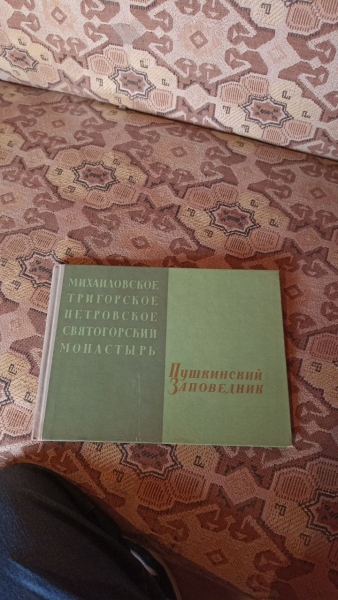 МИХАЙЛОВСКОЕ
ТРИГОРСКОЕ
ПЕТРОВСКОЕ
СВЯТОГОРСКИЙ
МОНАСТЫРЬ
Пушкинский
Заповедник